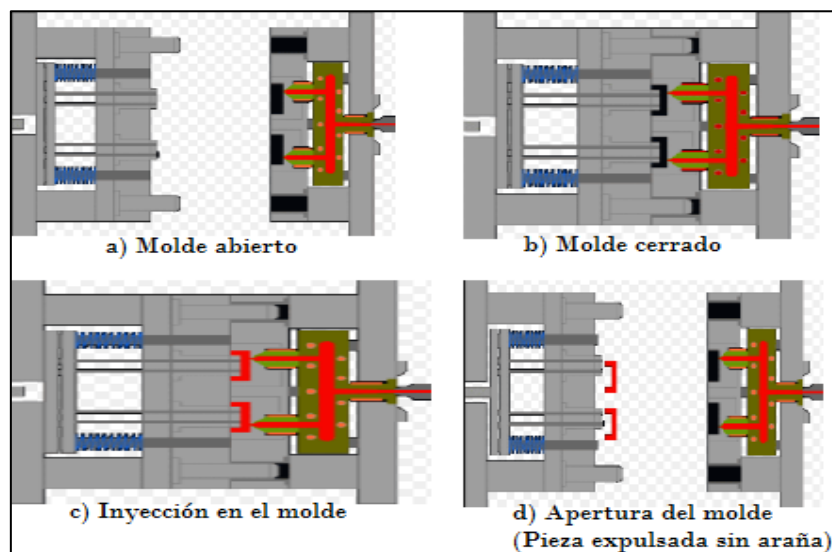 a) Molde abierto
b) Molde cerrado
c) Inyección en el molde
d) Apertura del molde
(Pieza expulsada sin araña)